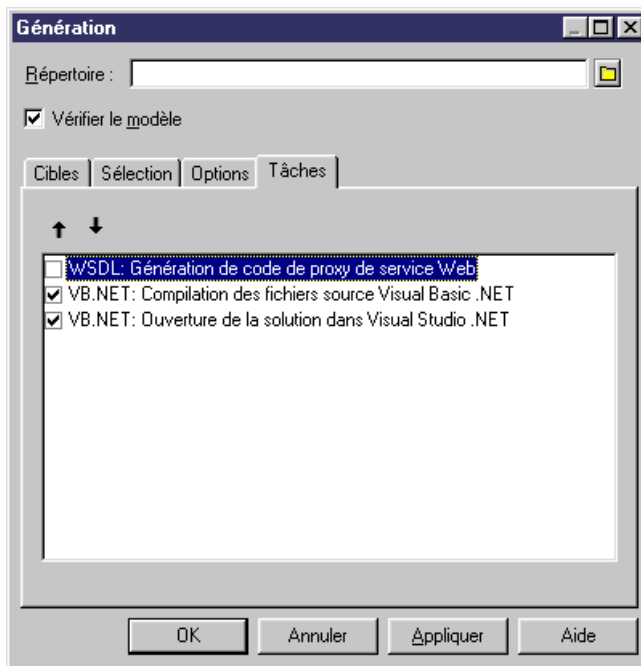 Génération
Répertoire :
Vérifier le modèle
Cibles Sélection Options Tâches
WSDL: Génération de code de proxy de service Web
VB.NET: Compilation des fichiers source Visual Basic .NET
VB.NET: Ouverture de la solution dans Visual Studio .NET
OK Annuler Appliquer Aide